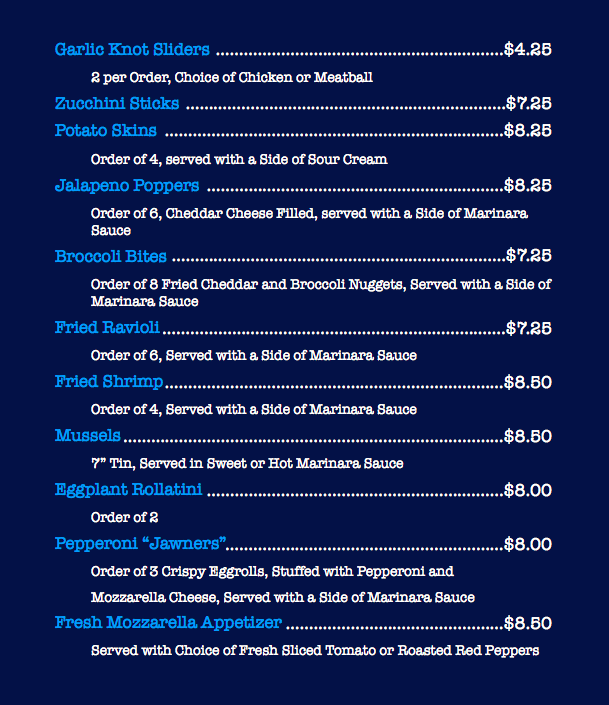 Garlic Knot Sliders ........................................................$4.25
2 per Order, Choice of Chicken or Meatball
Zucchini Sticks ..............................................................$7.25
Potato Skins ..................................................................$8.25
Order of 4, served with a Side of Sour Cream
Jalapeno Poppers ..........................................................$8.25
Order of 6, Cheddar Cheese Filled, served with a Side of Marinara
Sauce
Broccoli Bites .................................................................$7.25
Order of 8 Fried Cheddar and Broccoli Nuggets, Served with a Side of
Marinara Sauce
Fried Ravioli...................................................................$7.25
Order of 6, Served with a Side of Marinara Sauce
Fried Shrimp..................................................................$8.50
Order of 4, Served with a Side of Marinara Sauce
Mussels..........................................................................$8.50
7” Tin, Served in Sweet or Hot Marinara Sauce
Eggplant Rollatini ..........................................................$8.00
Order of 2
Pepperoni “Jawners”......................................................$8.00
Order of 3 Crispy Eggrolls, Stuffed with Pepperoni and
Mozzarella Cheese, Served with a Side of Marinara Sauce
Fresh Mozzarella Appetizer ...........................................$8.50
Served with Choice of Fresh Sliced Tomato or Roasted Red Peppers